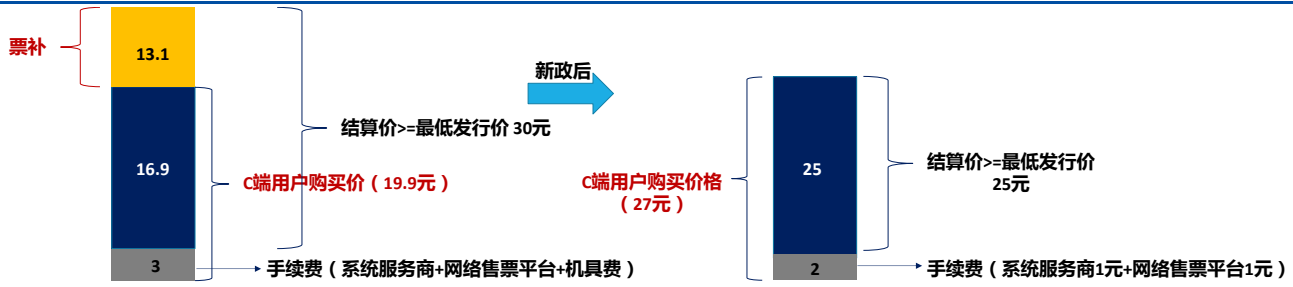 票补
13.1
16.9
3
结算价>=最低发行价 30元
C端用户购买价（19.9元）
手续费（系统服务商+网络售票平台+机具费）
新政后
C端用户购买价格
（27元）
25
2
结算价>=最低发行价
25元
手续费（系统服务商1元+网络售票平台1元）